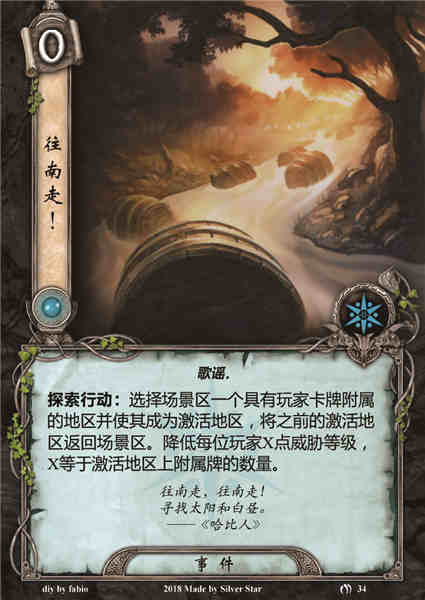 0
往南走！
歌谣.
探索行动：选择场景区一个具有玩家卡牌附属
的地区并使其成为激活地区，将之前的激活地
区返回场景区。降低每位玩家X点威胁等级，
X等于激活地区上附属牌的数量。
往南走，往南走！
寻找太阳和白昼。
——《哈比人》
事件
diy by fabio
2018 Made by Silver Star
34